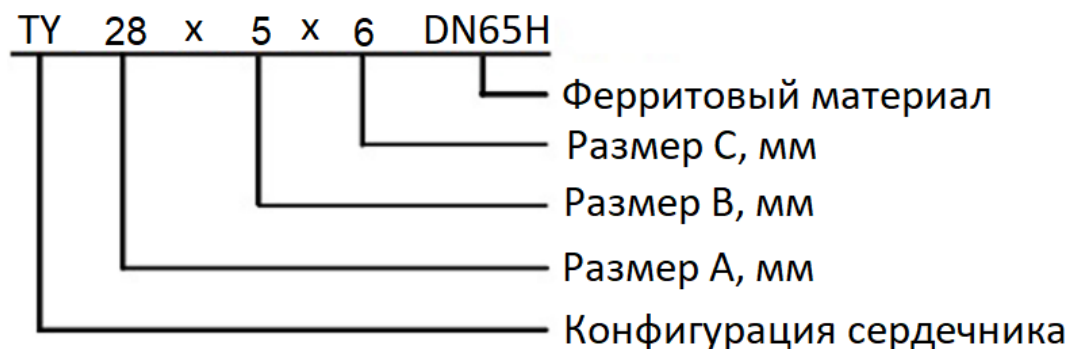 TY 28 x 5 x 6 DN65H
Ферритовый материал
Размер C, мм
Размер B, мм
Размер A, мм
Конфигурация сердечника